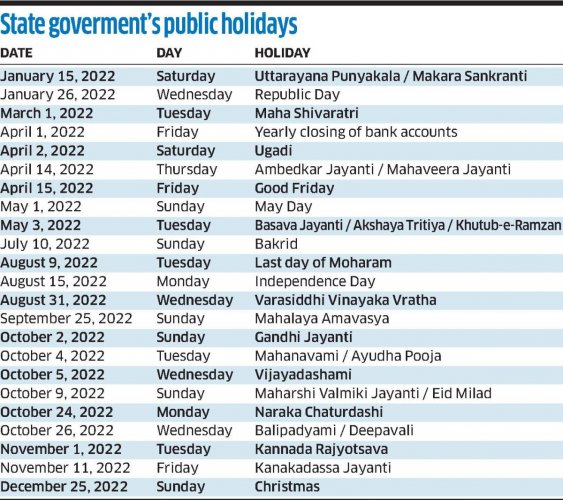 State goverment's public holidays
DATE DAY HOLIDAY
January 15, 2022 Saturday Uttarayana Punyakala / Makara Sankranti
January 26, 2022 Wednesday Republic Day
March 1, 2022 Tuesday Maha Shivaratri
April 1, 2022 Friday Yearly closing of bank accounts
April 2, 2022 Saturday Ugadi
April 14, 2022 Thursday Ambedkar Jayanti / Mahaveera Jayanti
April 15, 2022 Friday Good Friday
May 1, 2022 Sunday May Day
May 3, 2022 Tuesday Basava Jayanti / Akshaya Tritiya / Khutub-e-Ramzan
July 10, 2022 Sunday Bakrid
August 9, 2022 Tuesday Last day of Moharam
August 15, 2022 Monday Independence Day
August 31, 2022 Wednesday Varasiddhi Vinayaka Vratha
September 25, 2022 Sunday Mahalaya Amavasya
October 2, 2022 Sunday Gandhi Jayanti
October 4, 2022 Tuesday Mahanavami / Ayudha Pooja
October 5, 2022 Wednesday Vijayadashami
October 9, 2022 Sunday Maharshi Valmiki Jayanti / Eid Milad
October 24, 2022 Monday Naraka Chaturdashi
October 26, 2022 Wednesday Balipadyami / Deepavali
November 1, 2022 Tuesday Kannada Rajyotsava
November 11, 2022 Friday Kanakadassa Jayanti
December 25, 2022 Sunday Christmas